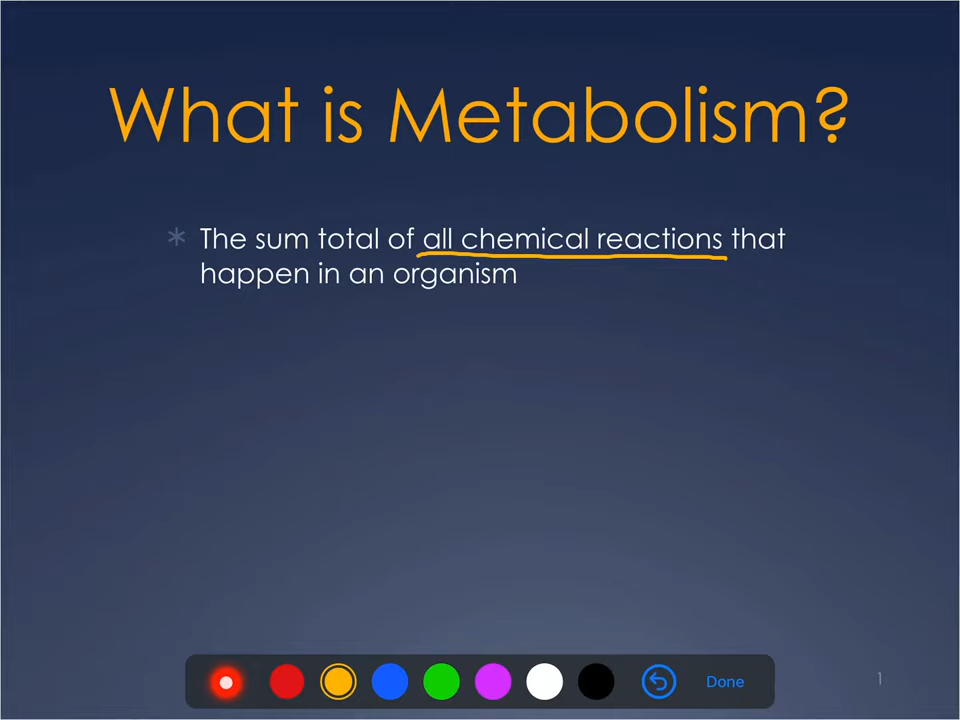 What is Metabolism?
* The sum total of all chemical reactions that
happen in an organism
Done
1